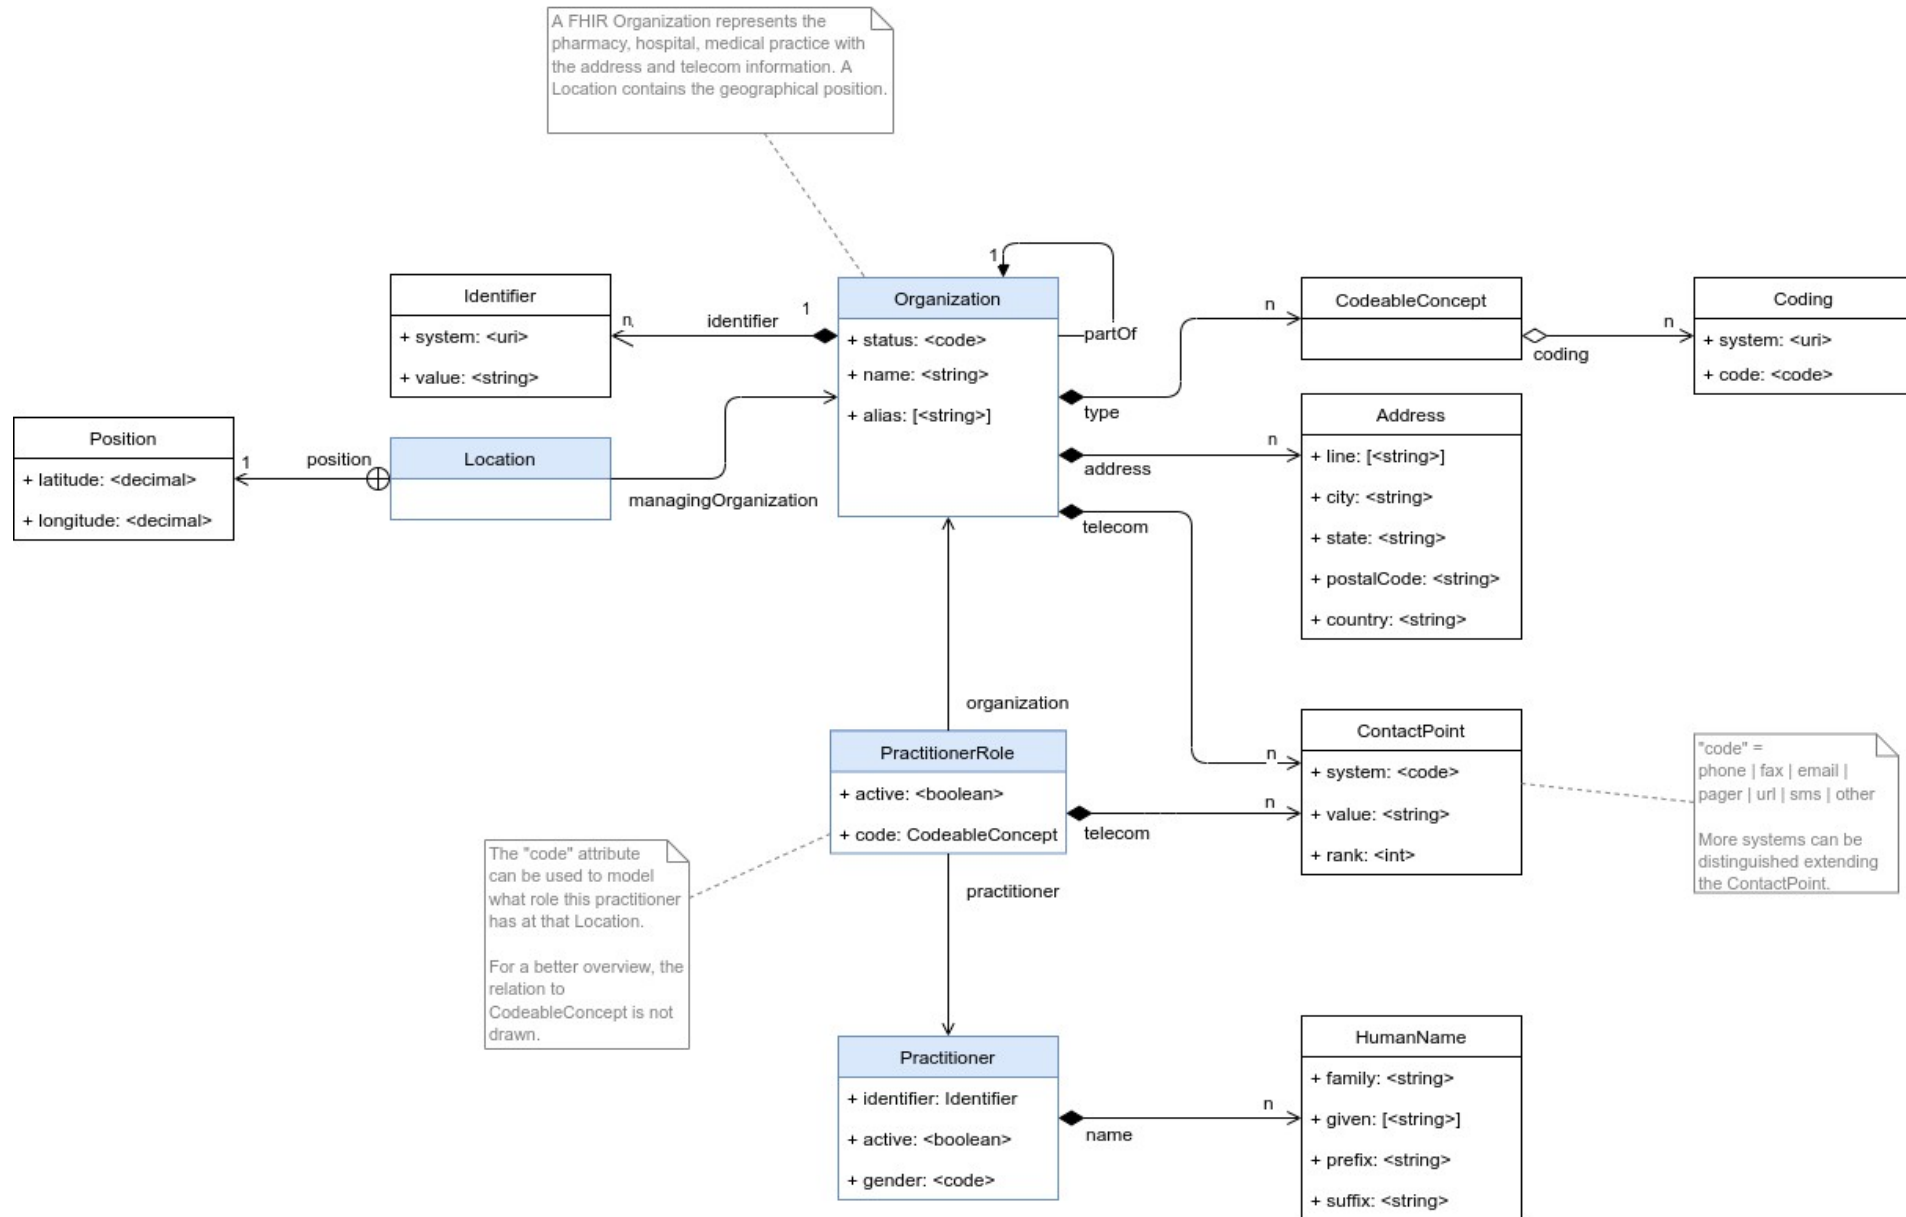 A FHIR Organization represents the
pharmacy, hospital, medical practice with
the address and telecom information. A
Location contains the geographical position.
Identifier
+ system: <uri>
+ value: <string>
n
identifier
1
Organization
+ status: <code>
+ name: <string>
+ alias: [<string>]
1
partOf
n
type
CodeableConcept
coding
n
Coding
+ system: <uri>
+ code: <code>
Position
+ latitude: <decimal>
+ longitude: <decimal>
1
position
Location
managingOrganization
n
address
Address
+ line: [<string>]
+ city: <string>
+ state: <string>
+ postalCode: <string>
+ country: <string>
telecom
organization
PractitionerRole
+ active: <boolean>
+ code: CodeableConcept
n
n
telecom
ContactPoint
+ system: <code>
+ value: <string>
+ rank: <int>
"code" =
phone | fax | email |
pager | url | sms | other
More systems can be
distinguished extending
the ContactPoint.
The "code" attribute
can be used to model
what role this practitioner
has at that Location.
For a better overview, the
relation to
CodeableConcept is not
drawn.
practitioner
Practitioner
+ identifier: Identifier
+ active: <boolean>
+ gender: <code>
n
name
HumanName
+ family: <string>
+ given: [<string>]
+ prefix: <string>
+ suffix: <string>